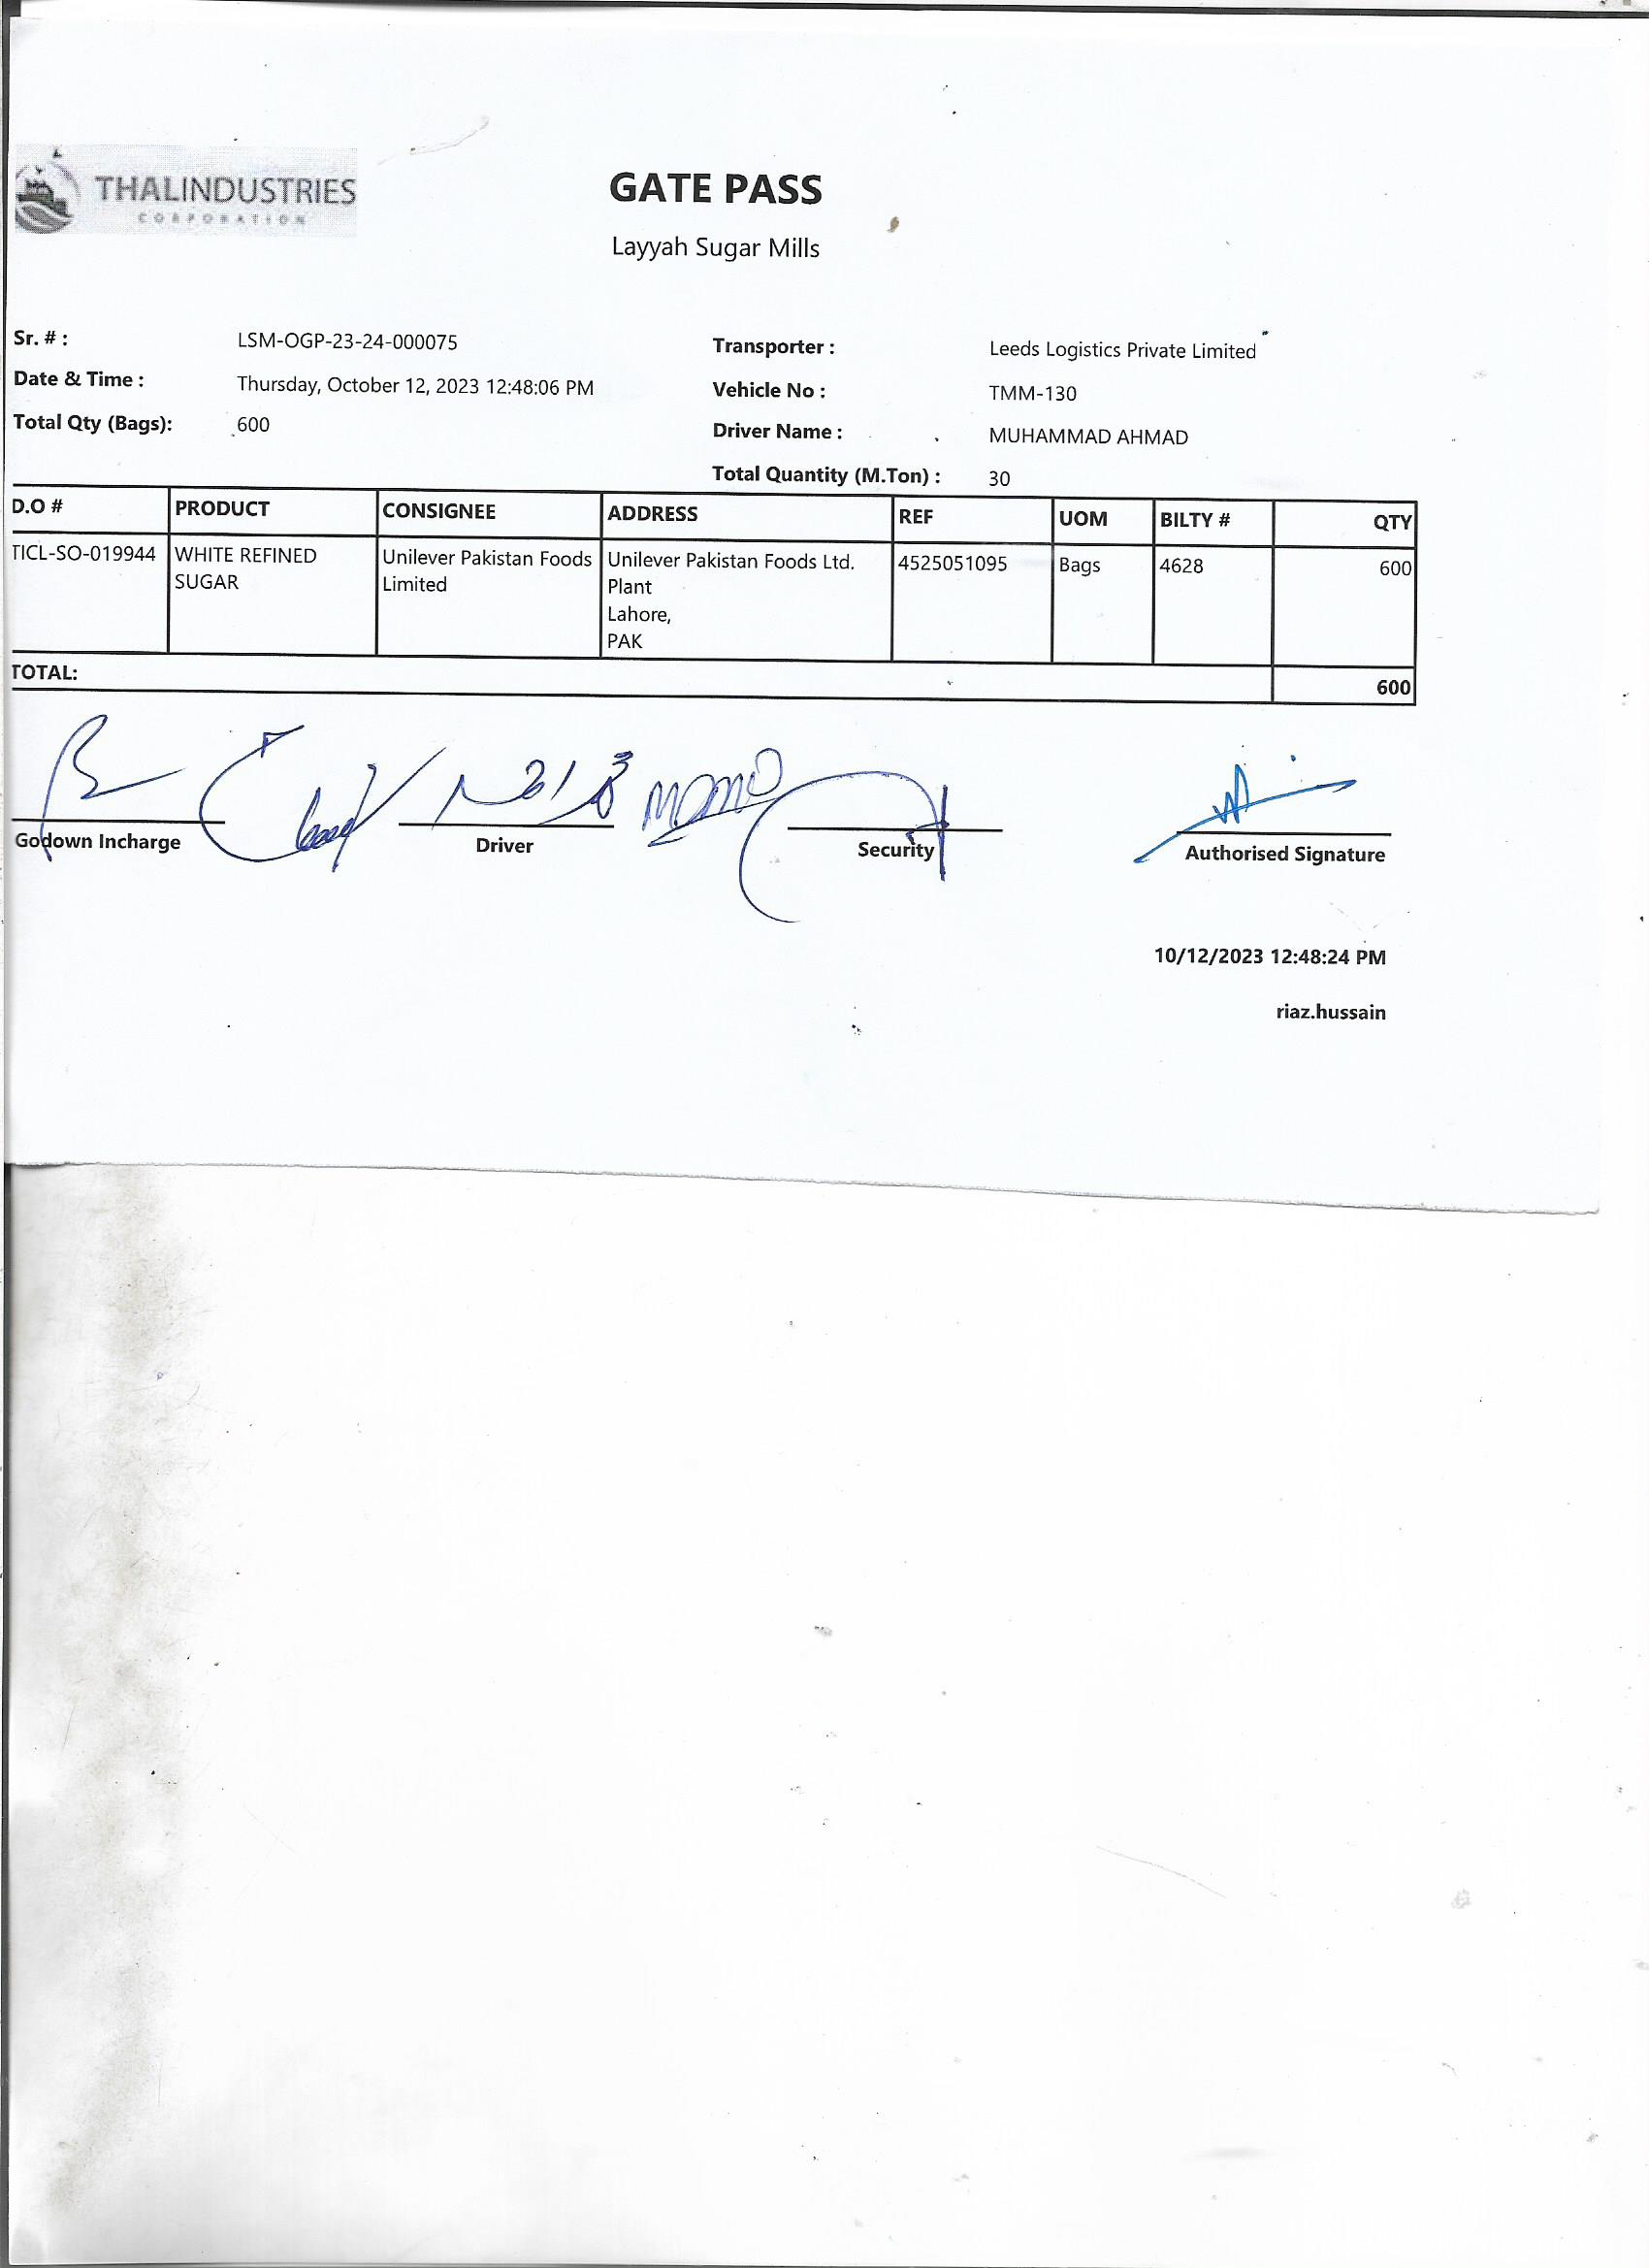 THALINDUSTRIES
CORPORATION
GATE PASS
Layyah Sugar Mills
Sr. # : LSM-OGP-23-24-000075
Date & Time : Thursday, October 12, 2023 12:48:06 PM
Total Qty (Bags): 600
Transporter : Leeds Logistics Private Limited
Vehicle No : TMM-130
Driver Name : MUHAMMAD AHMAD
Total Quantity (M.Ton) : 30
D.O # PRODUCT CONSIGNEE ADDRESS REF UOM BILTY # QTY
TICL-SO-019944 WHITE REFINED Unilever Pakistan Foods Unilever Pakistan Foods Ltd. 4525051095 Bags 4628 600
SUGAR Limited Plant
Lahore,
PAK
TOTAL: 600
Godown Incharge Driver Security Authorised Signature
10/12/2023 12:48:24 PM
riaz.hussain